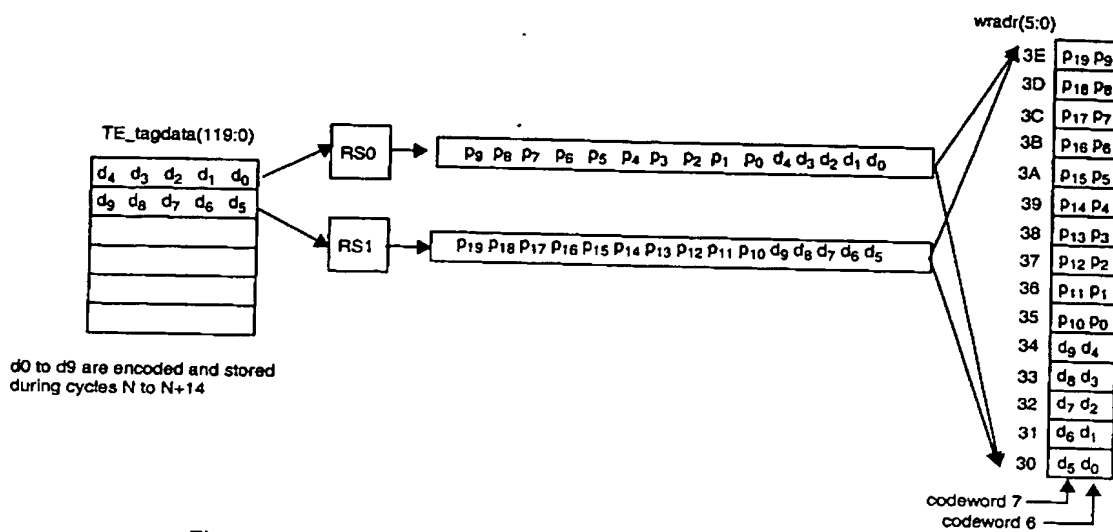 wradr(5:0)
TE_tagdata(119:0)
d4 d3 d2 d1 d0
d9 d8 d7 d6 d5
RS0
RS1
p9 p8 p7 p6 p5 p4 p3 p2 p1 p0 d4 d3 d2 d1 d0
p19 p18 p17 p16 p15 p14 p13 p12 p11 p10 d9 d8 d7 d6 d5
3E p19 p9
3D p18 p8
3C p17 p7
3B p16 p6
3A p15 p5
39 p14 p4
38 p13 p3
37 p12 p2
36 p11 p1
35 p10 p0
34 d9 d4
33 d8 d3
32 d7 d2
31 d6 d1
30 d5 d0
d0 to d9 are encoded and stored
during cycles N to N+14
codeword 7
codeword 6